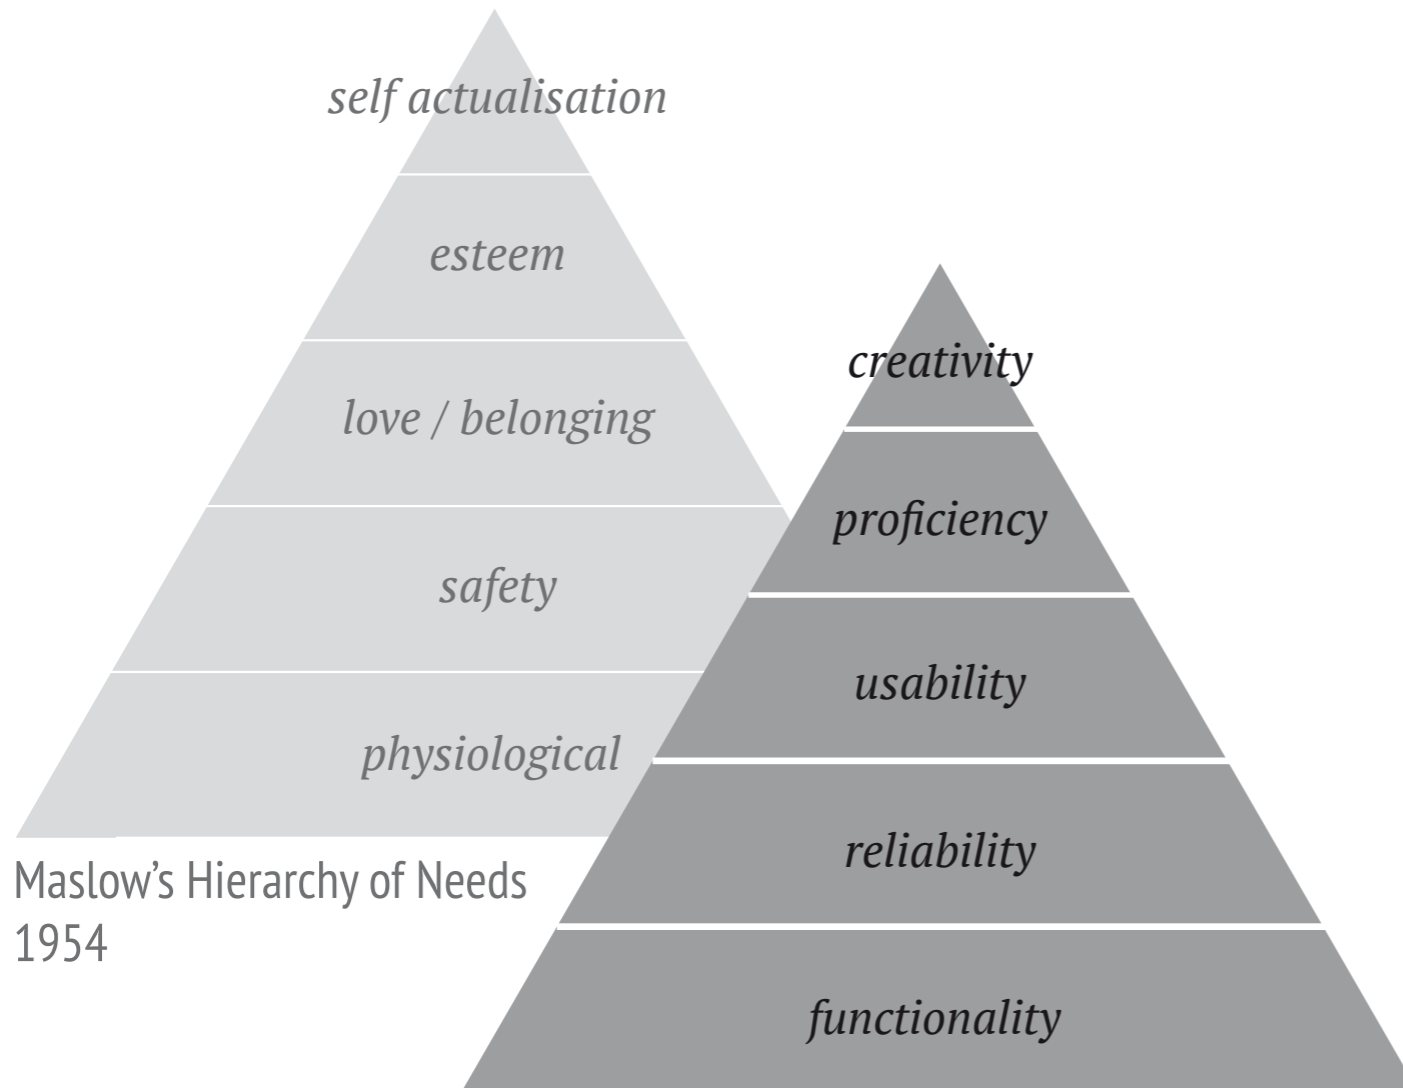 self actualisation
esteem
love / belonging
safety
physiological
Maslow’s Hierarchy of Needs
1954
creativity
proficiency
usability
reliability
functionality